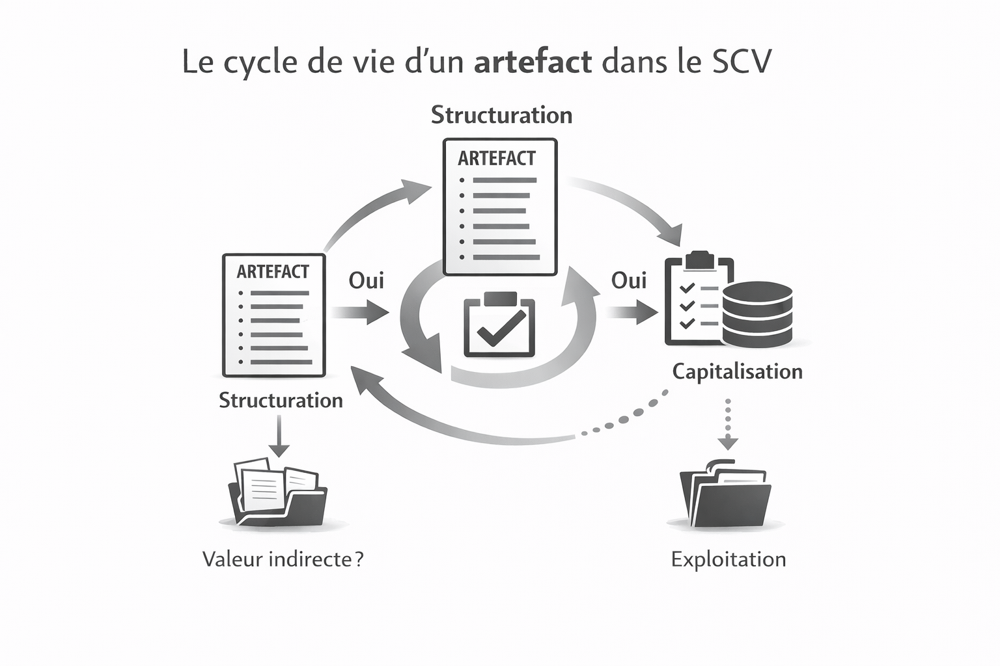 Le cycle de vie d’un artefact dans le SCV
Structuration
ARTEFACT
ARTEFACT
Oui
Oui
Structuration
Capitalisation
Valeur indirecte ?
Exploitation